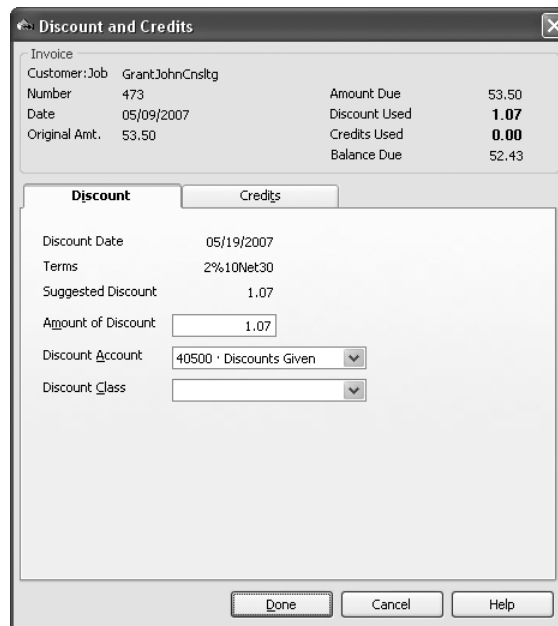 Discount and Credits
Invoice
Customer:Job GrantJohnCnsltg
Number 473 Amount Due 53.50
Date 05/09/2007 Discount Used 1.07
Original Amt. 53.50 Credits Used 0.00
Balance Due 52.43
Discount Credits
Discount Date 05/19/2007
Terms 2%10Net30
Suggested Discount 1.07
Amount of Discount 1.07
Discount Account 40500 · Discounts Given
Discount Class
Done Cancel Help